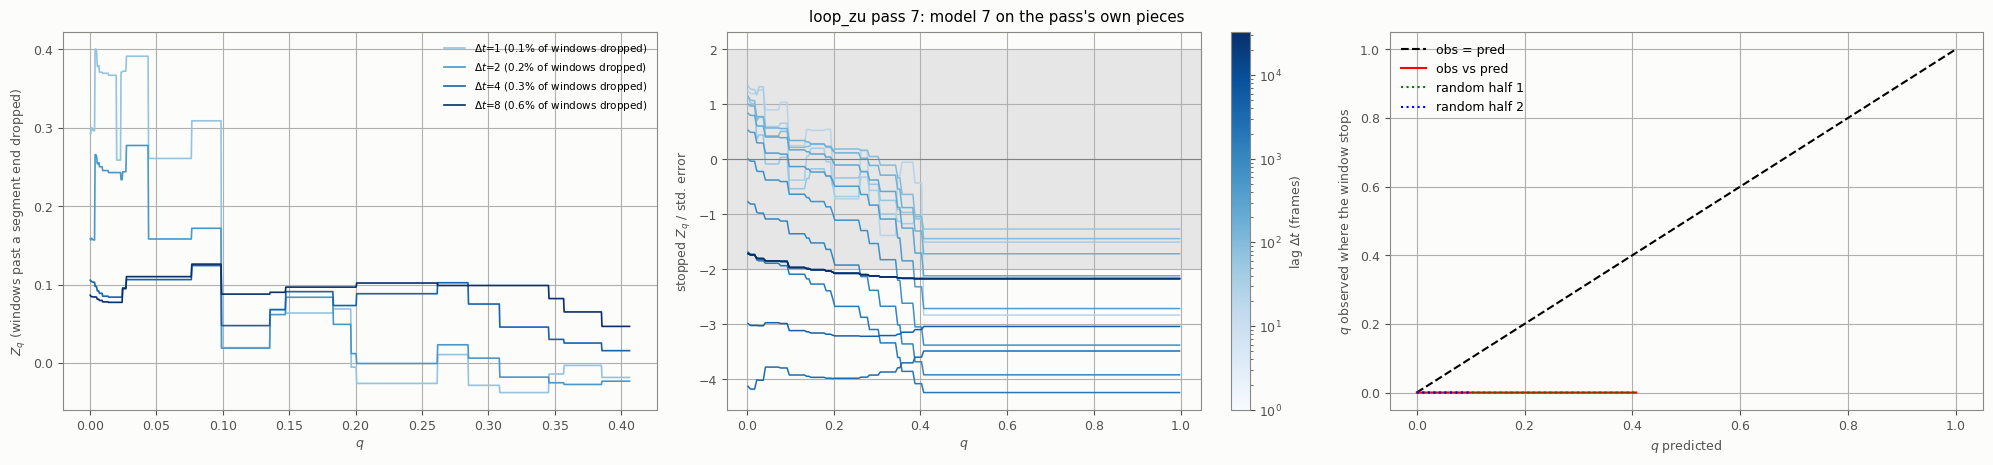 loop_zu pass 7: model 7 on the pass's own pieces
Z_q (windows past a segment end dropped)
0.4
0.3
0.2
0.1
0.0
Δt=1 (0.1% of windows dropped)
Δt=2 (0.2% of windows dropped)
Δt=4 (0.3% of windows dropped)
Δt=8 (0.6% of windows dropped)
0.00 0.05 0.10 0.15 0.20 0.25 0.30 0.35 0.40
q
stopped Z_q / std. error
2
1
0
−1
−2
−3
−4
0.0 0.2 0.4 0.6 0.8 1.0
q
10^4
10^3
10^2
10^1
10^0
lag Δt (frames)
q observed where the window stops
1.0
0.8
0.6
0.4
0.2
0.0
obs = pred
obs vs pred
random half 1
random half 2
0.0 0.2 0.4 0.6 0.8 1.0
q predicted